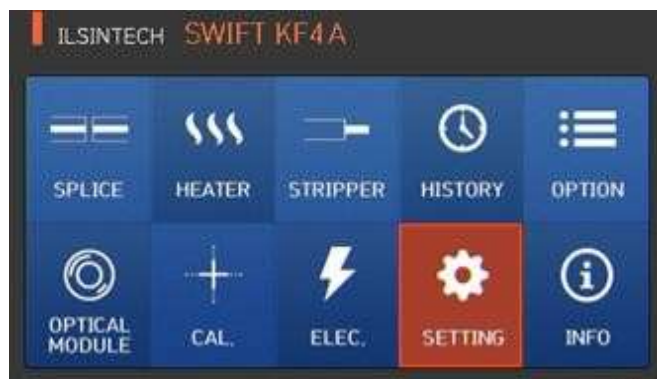 ILSINTECH SWIFT KF4A
SPLICE HEATER STRIPPER HISTORY OPTION
OPTICAL
MODULE CAL. ELEC. SETTING INFO